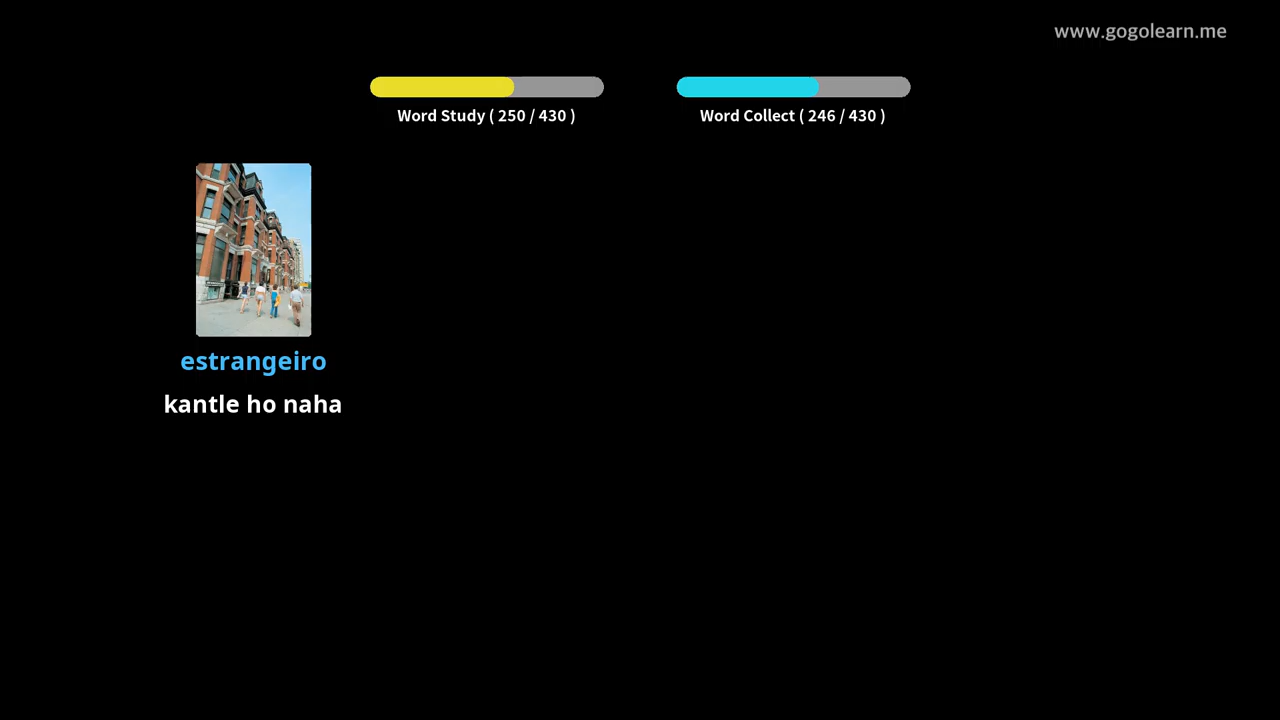 www.gogolearn.me
Word Study ( 250 / 430 )
Word Collect ( 246 / 430 )
estrangeiro
kantle ho naha